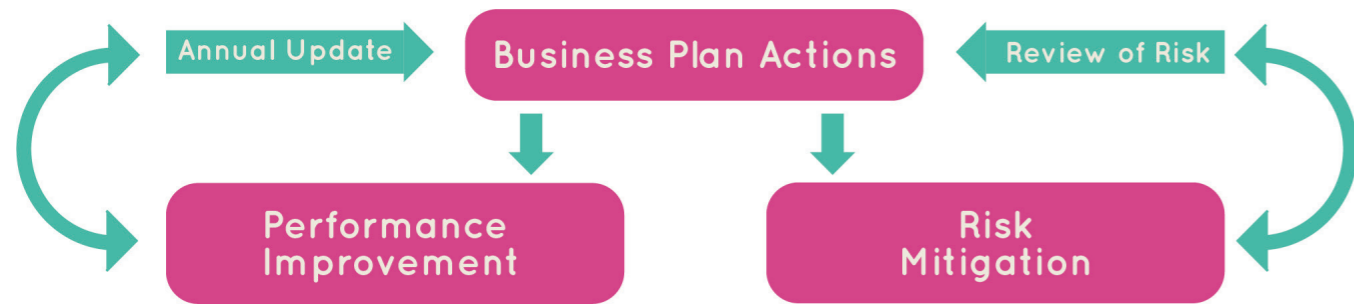 Annual Update
Business Plan Actions
Review of Risk
Performance
Improvement
Risk
Mitigation